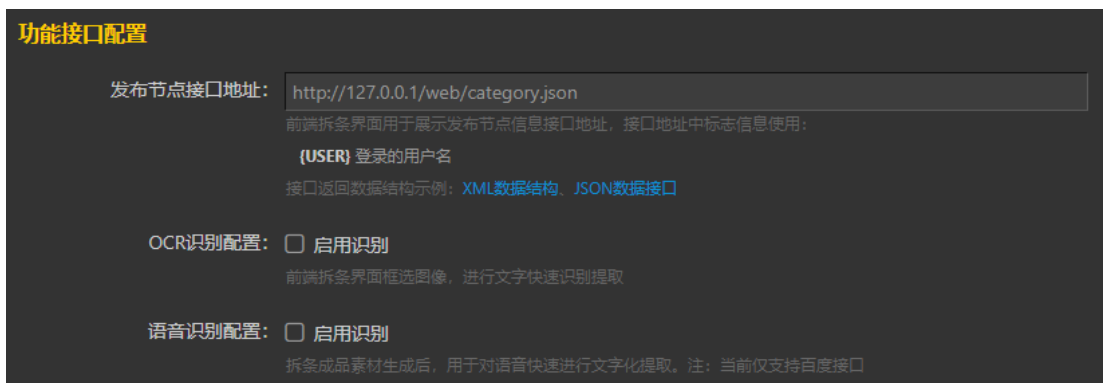 功能接口配置
发布节点接口地址： http://127.0.0.1/web/category.json
前端拆条界面用于展示发布节点信息接口地址，接口地址中标志信息使用：
{USER} 登录的用户名
接口返回数据结构示例：XML数据结构、JSON数据接口
OCR识别配置： 启用识别
前端拆条界面框选图像，进行文字快速识别提取
语音识别配置： 启用识别
拆条成品素材生成后，用于对语音快速进行文字化提取。注：当前仅支持百度接口